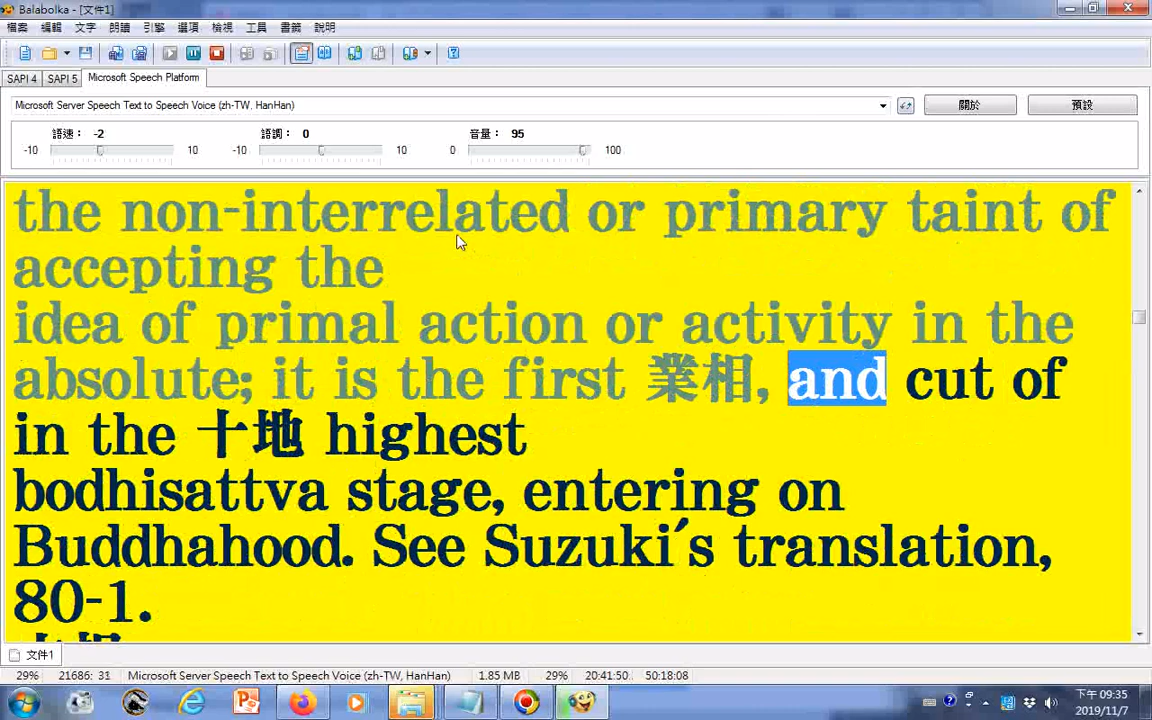 Balabolka - [文件1]
檔案 編輯 文字 朗讀 引擎 選項 檢視 工具 書籤 說明
SAPI 4 SAPI 5 Microsoft Speech Platform
Microsoft Server Speech Text to Speech Voice (zh-TW, HanHan) 關於 預設
語速： -2 語調： 0 音量： 95
-10 10 -10 10 0 100
the non-interrelated or primary taint of
accepting the
idea of primal action or activity in the
absolute; it is the first 業相, and cut of
in the 十地 highest
bodhisattva stage, entering on
Buddhahood. See Suzuki's translation,
80-1.
文件1
29% 21686: 31 Microsoft Server Speech Text to Speech Voice (zh-TW, HanHan) 1.85 MB 29% 20:41:50 50:18:08
下午 09:35
2019/11/7